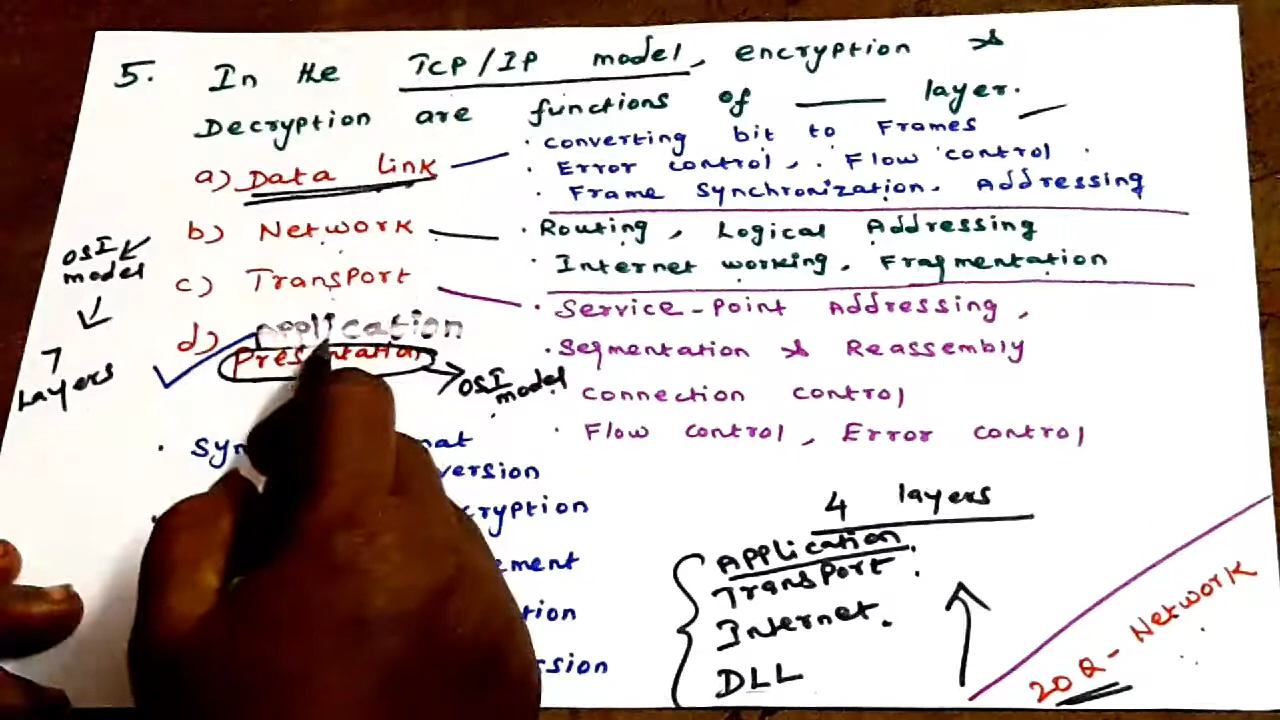 5. In the TCP/IP model, encryption &
Decryption are functions of ____ layer.
a) Data Link
· Converting bit to Frames
· Error control, · Flow control.
· Frame Synchronization. Addressing
b) Network
· Routing, Logical Addressing
· Internet working, Fragmentation
c) Transport
· Service-Point Addressing,
· Segmentation & Reassembly
Connection control
· Flow control, Error control
d) Application
Presentation
OSI
model
OSI
model
7
Layers
version
cryption
ement
tion
ssion
4 layers
Application
Transport
Internet
DLL
20Q - Network